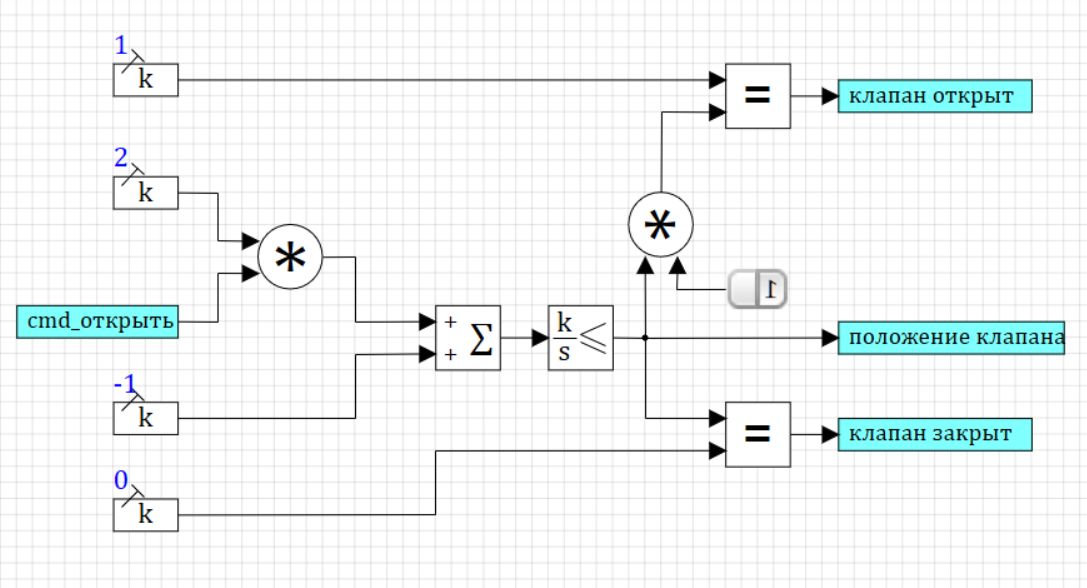 1
k
=
клапан открыт
2
k
*
*
1
cmd_открыть
+
+ Σ
k
s
≤
положение клапана
-1
k
=
клапан закрыт
0
k